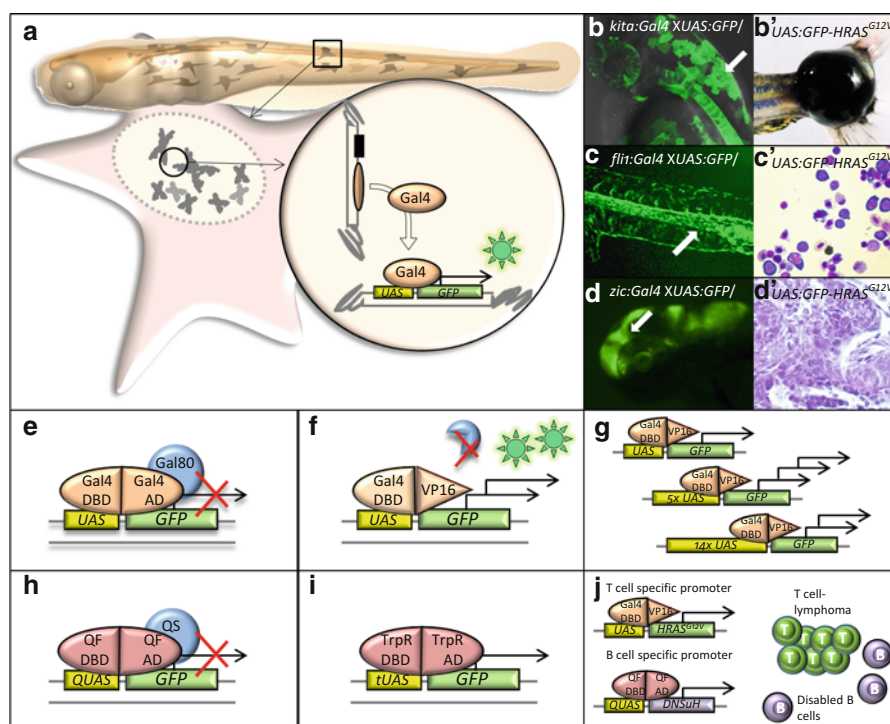 a
Gal4
Gal4
UAS
GFP
b
kita:Gal4 XUAS:GFP/
b'
UAS:GFP-HRAS^G12V
c
fli1:Gal4 XUAS:GFP/
c'
UAS:GFP-HRAS^G12V
d
zic:Gal4 XUAS:GFP/
d'
UAS:GFP-HRAS^G12V
e
Gal80
Gal4
DBD
Gal4
AD
UAS
GFP
f
Gal4
DBD
VP16
UAS
GFP
g
Gal4
DBD
VP16
UAS
GFP
Gal4
DBD
VP16
5x UAS
GFP
Gal4
DBD
VP16
14x UAS
GFP
h
QS
QF
DBD
QF
AD
QUAS
GFP
i
TrpR
DBD
TrpR
AD
tUAS
GFP
j
T cell specific promoter
Gal4
DBD
VP16
UAS
HRAS^G12V
B cell specific promoter
QF
DBD
QF
AD
QUAS
DNSuH
T cell-
lymphoma
T
T T T
T T T
B
B
B
Disabled B
cells